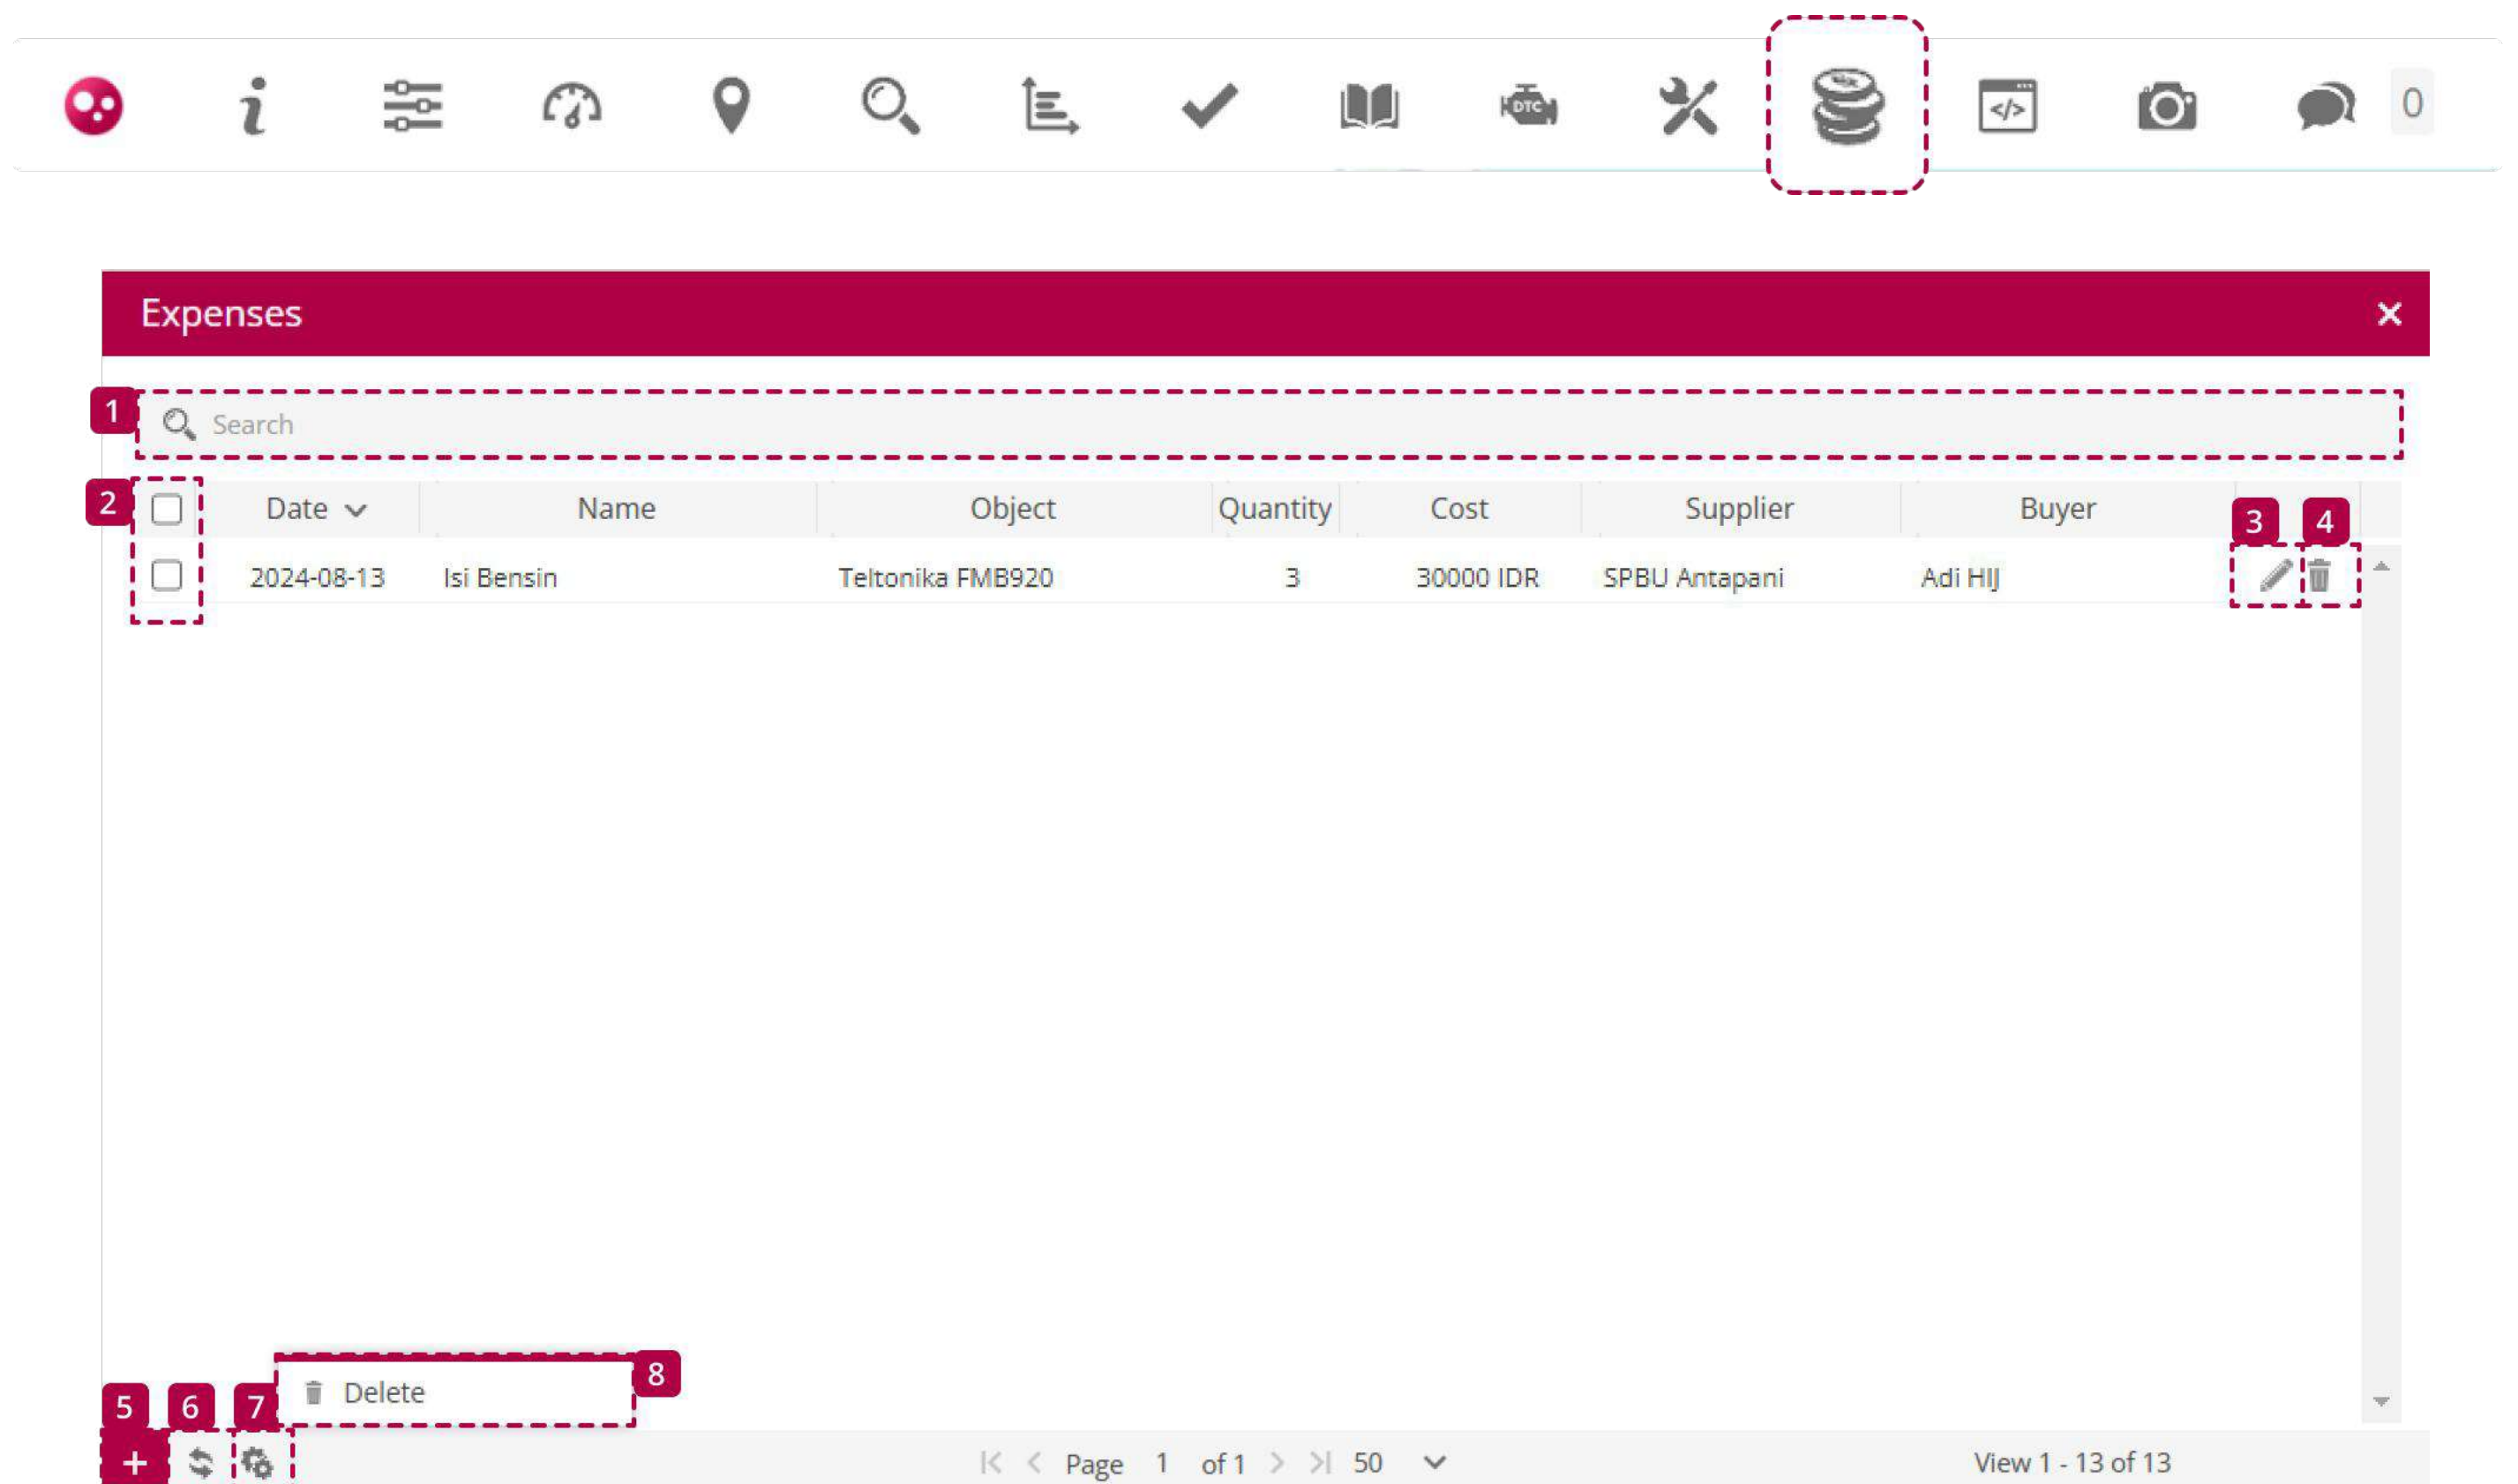 i DTC </> 0
Expenses
1 Search
2 Date Name Object Quantity Cost Supplier Buyer 3 4
2024-08-13 Isi Bensin Teltonika FMB920 3 30000 IDR SPBU Antapani Adi HIJ
Delete 8
5 6 7
Page 1 of 1 50 View 1 - 13 of 13